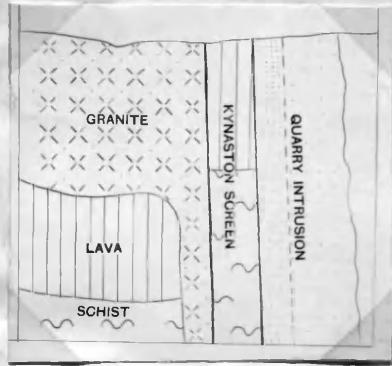 GRANITE
KYNASTON SCREEN
QUARRY INTRUSION
LAVA
SCHIST